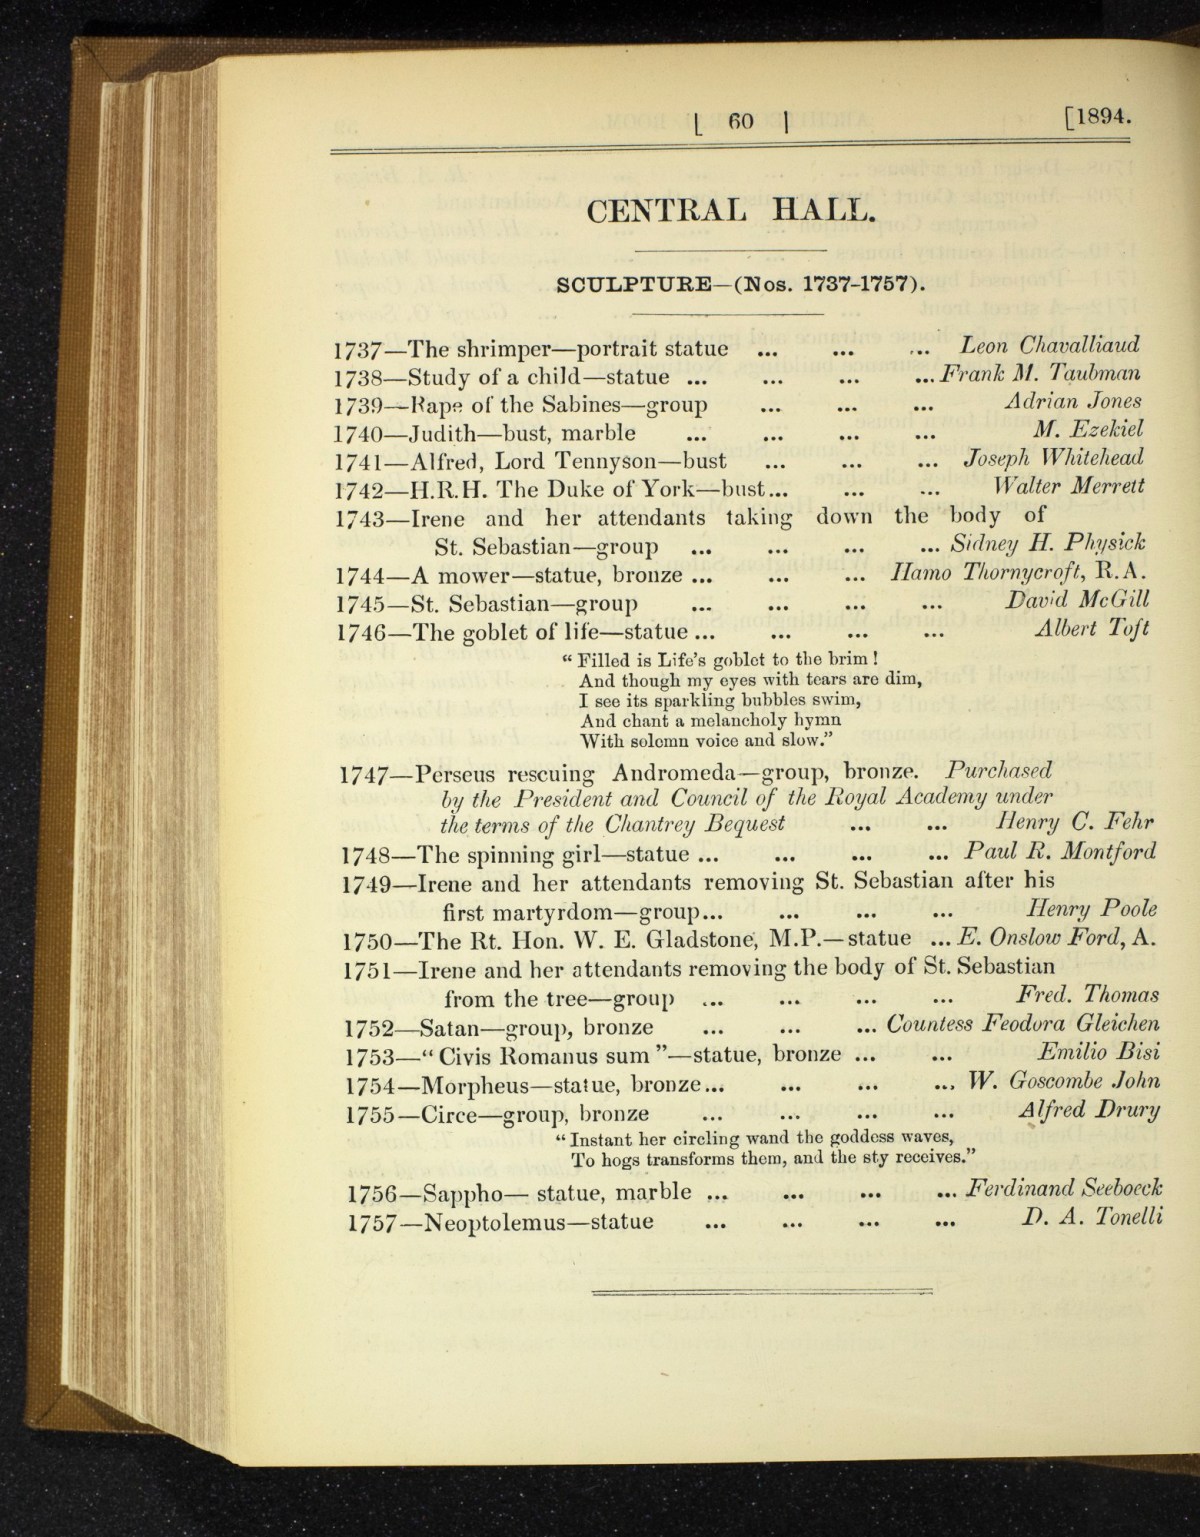 [ 60 ] [1894.
CENTRAL HALL.
SCULPTURE—(Nos. 1737-1757).
1737—The shrimper—portrait statue ... ... ... Leon Chavalliaud
1738—Study of a child—statue ... ... ... ... Frank M. Taubman
1739—Rape of the Sabines—group ... ... ... Adrian Jones
1740—Judith—bust, marble ... ... ... ... M. Ezekiel
1741—Alfred, Lord Tennyson—bust ... ... ... Joseph Whitehead
1742—H.R.H. The Duke of York—bust... ... ... Walter Merrett
1743—Irene and her attendants taking down the body of
St. Sebastian—group ... ... ... ... Sidney H. Physick
1744—A mower—statue, bronze ... ... ... Hamo Thornycroft, R.A.
1745—St. Sebastian—group ... ... ... ... David McGill
1746—The goblet of life—statue ... ... ... ... Albert Toft
“ Filled is Life’s goblet to the brim !
And though my eyes with tears are dim,
I see its sparkling bubbles swim,
And chant a melancholy hymn
With solemn voice and slow.”
1747—Perseus rescuing Andromeda—group, bronze. Purchased
by the President and Council of the Royal Academy under
the terms of the Chantrey Bequest ... ... Henry C. Fehr
1748—The spinning girl—statue ... ... ... ... Paul R. Montford
1749—Irene and her attendants removing St. Sebastian after his
first martyrdom—group... ... ... ... Henry Poole
1750—The Rt. Hon. W. E. Gladstone, M.P.—statue ... E. Onslow Ford, A.
1751—Irene and her attendants removing the body of St. Sebastian
from the tree—group ... ... ... ... Fred. Thomas
1752—Satan—group, bronze ... ... ... Countess Feodora Gleichen
1753—“ Civis Romanus sum ”—statue, bronze ... ... Emilio Bisi
1754—Morpheus—statue, bronze... ... ... ... W. Goscombe John
1755—Circe—group, bronze ... ... ... ... Alfred Drury
“ Instant her circling wand the goddess waves,
To hogs transforms them, and the sty receives.”
1756—Sappho— statue, marble ... ... ... ... Ferdinand Seeboeck
1757—Neoptolemus—statue ... ... ... ... D. A. Tonelli